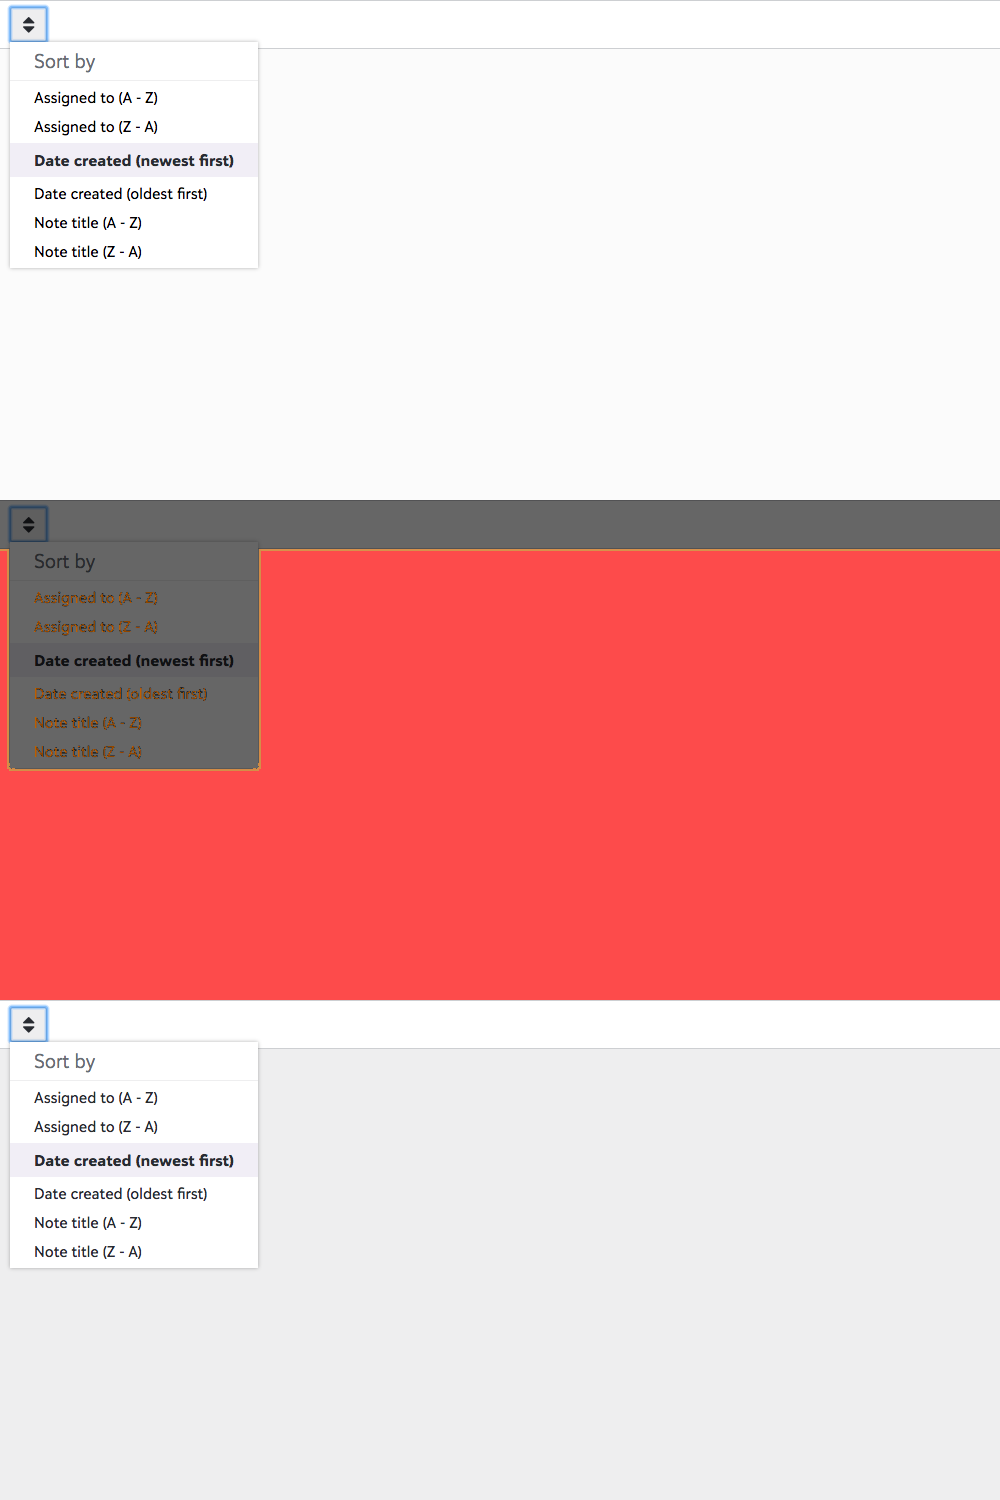 Sort by
Assigned to (A - Z)
Assigned to (Z - A)
Date created (newest first)
Date created (oldest first)
Note title (A - Z)
Note title (Z - A)
Sort by
Assigned to (A - Z)
Assigned to (Z - A)
Date created (newest first)
Date created (oldest first)
Note title (A - Z)
Note title (Z - A)
Sort by
Assigned to (A - Z)
Assigned to (Z - A)
Date created (newest first)
Date created (oldest first)
Note title (A - Z)
Note title (Z - A)